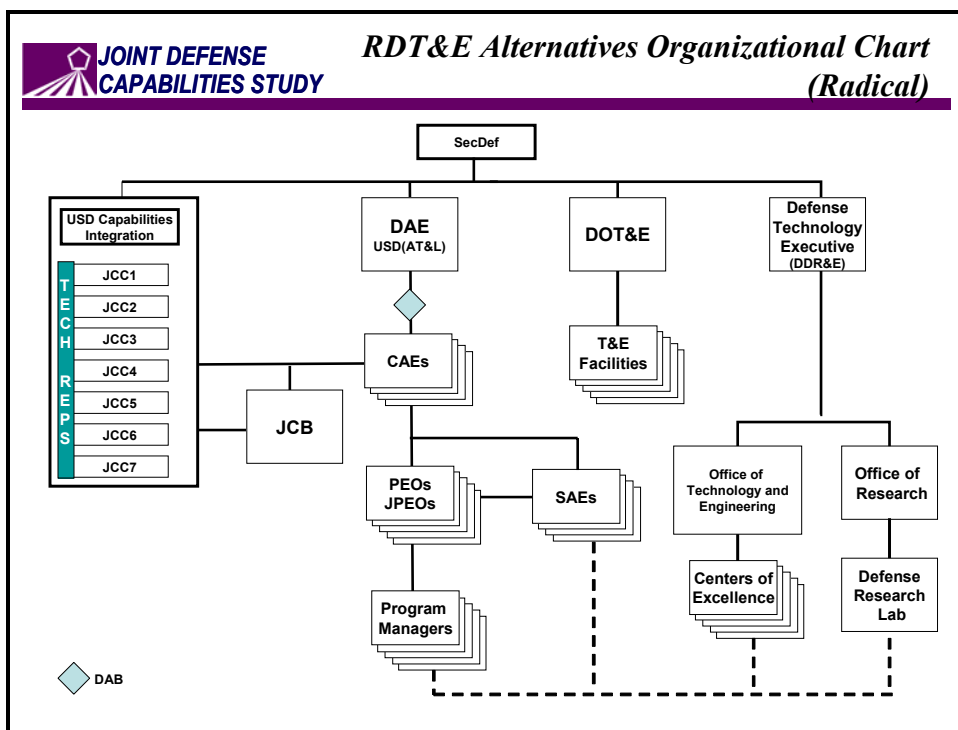 JOINT DEFENSE
CAPABILITIES STUDY
RDT&E Alternatives Organizational Chart
(Radical)
SecDef
USD Capabilities
Integration
TECH REPS
JCC1
JCC2
JCC3
JCC4
JCC5
JCC6
JCC7
DAE
USD(AT&L)
DOT&E
Defense
Technology
Executive
(DDR&E)
CAEs
T&E
Facilities
JCB
PEOs
JPEOs
SAEs
Office of
Technology and
Engineering
Office of
Research
Program
Managers
Centers of
Excellence
Defense
Research
Lab
DAB